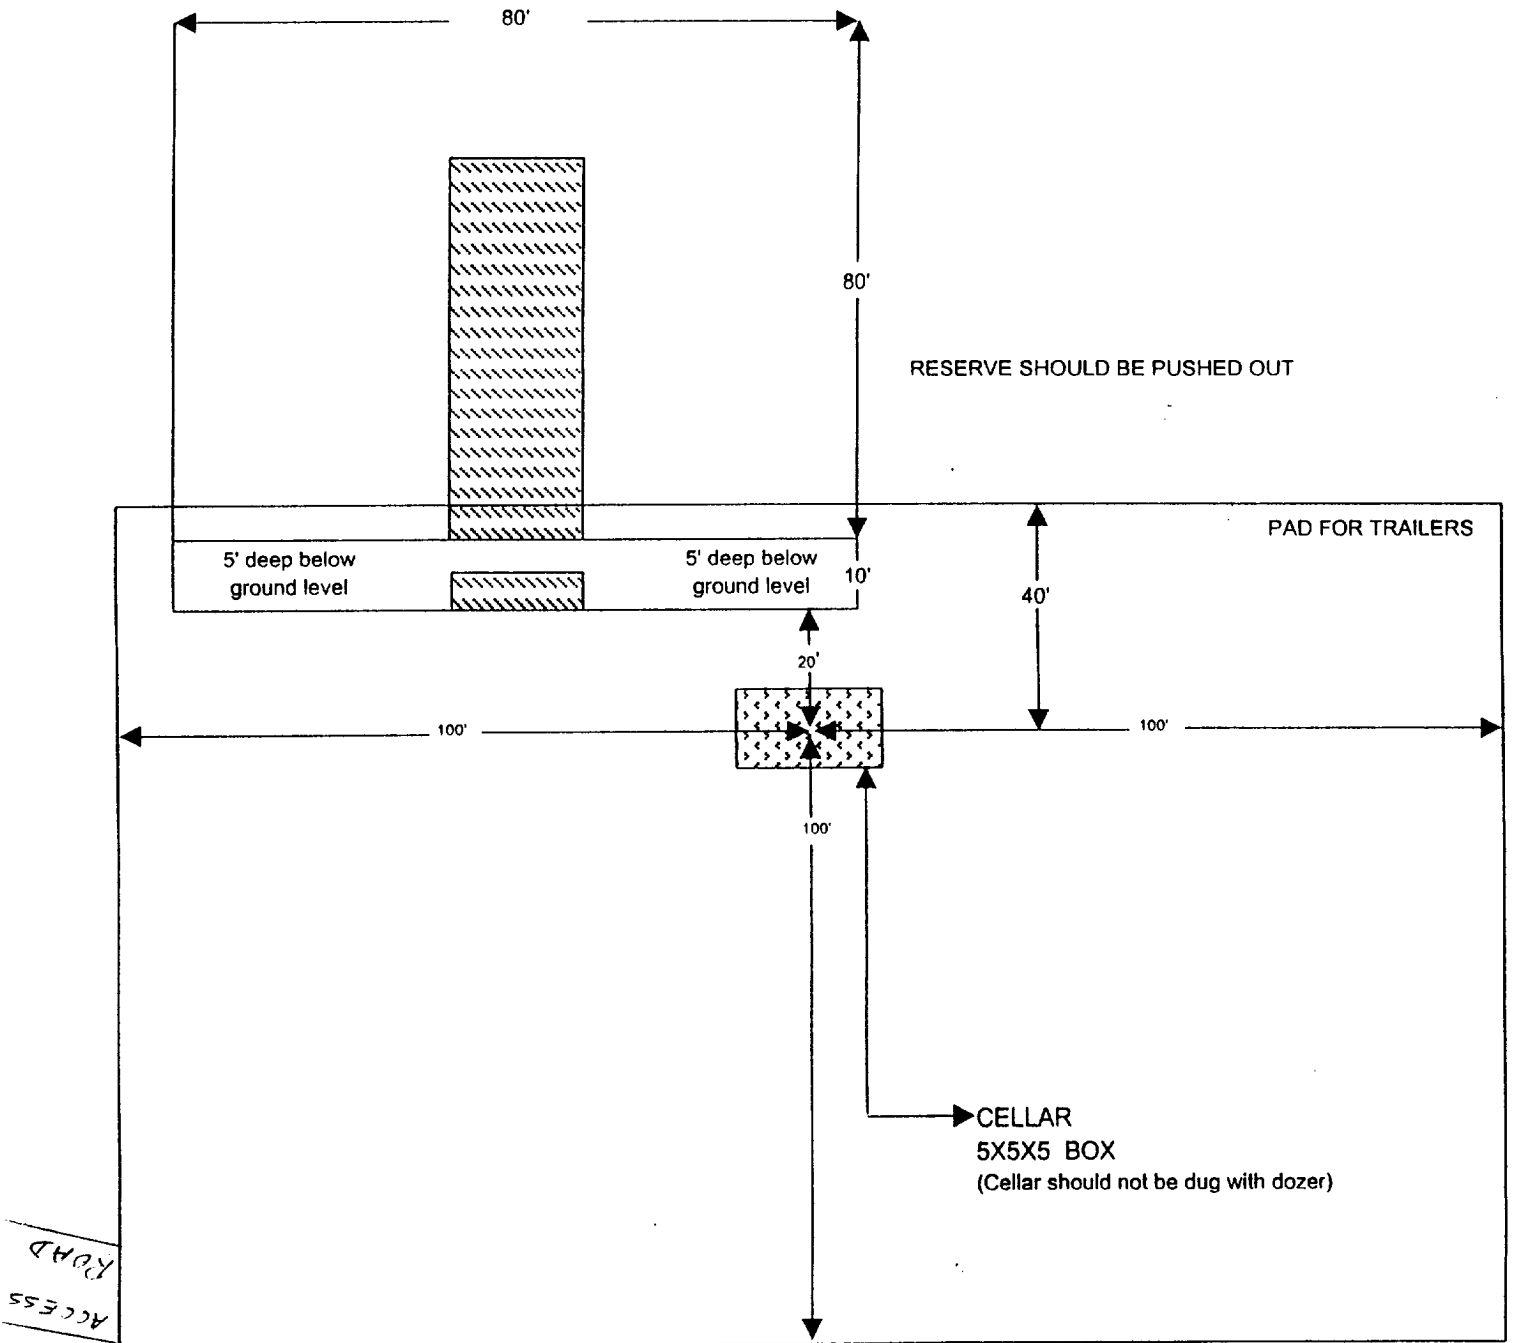 80'
80'
RESERVE SHOULD BE PUSHED OUT
PAD FOR TRAILERS
5' deep below
ground level
5' deep below
ground level
10'
40'
20'
100'
100'
100'
CELLAR
5X5X5 BOX
(Cellar should not be dug with dozer)
ACCESS
ROAD